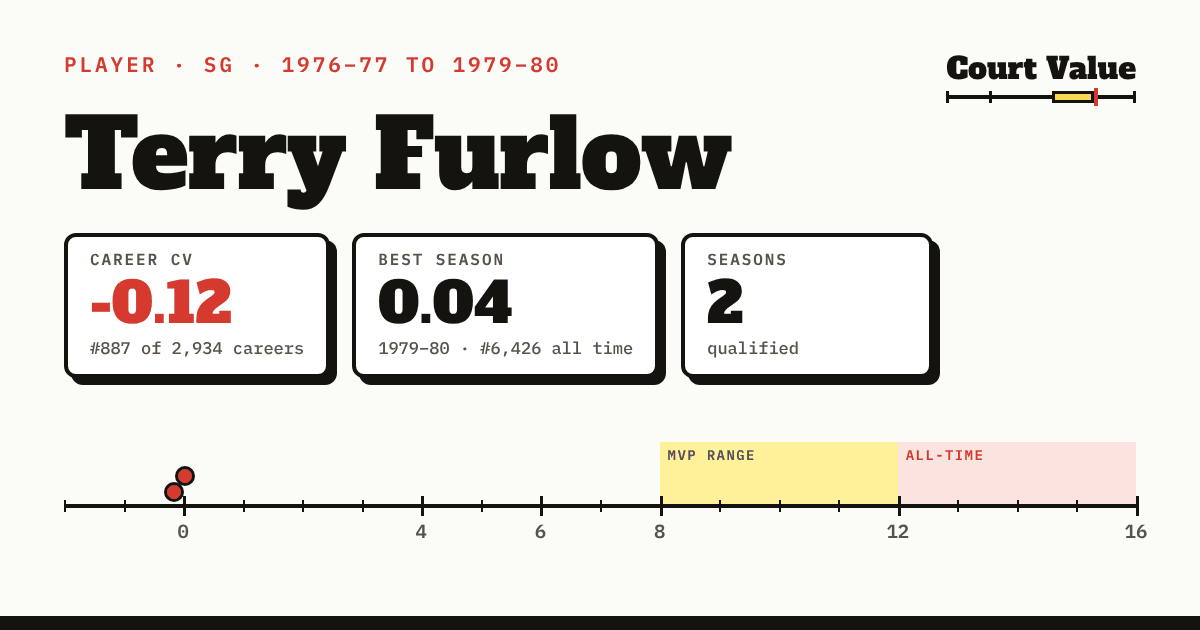 PLAYER · SG · 1976–77 TO 1979–80
Court Value
Terry Furlow
CAREER CV
-0.12
#887 of 2,934 careers
BEST SEASON
0.04
1979–80 · #6,426 all time
SEASONS
2
qualified
MVP RANGE
ALL-TIME
0 4 6 8 12 16